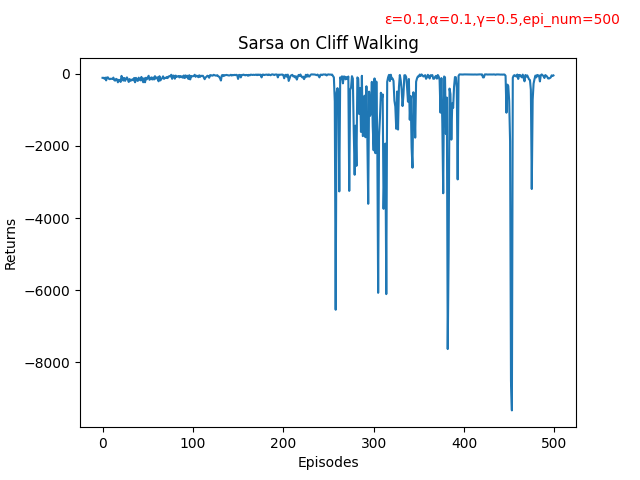 ε=0.1,α=0.1,γ=0.5,epi_num=500
Sarsa on Cliff Walking
0
−2000
−4000
−6000
−8000
Returns
0 100 200 300 400 500
Episodes